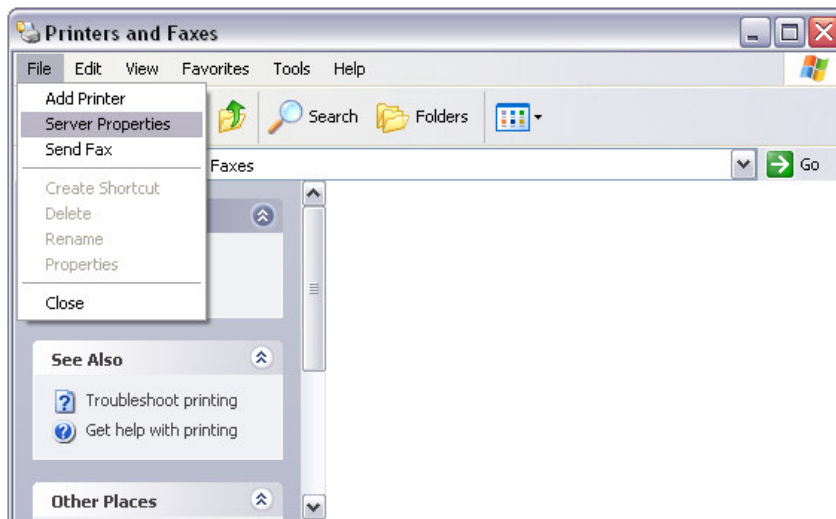 Printers and Faxes
File Edit View Favorites Tools Help
Add Printer
Server Properties
Send Fax
Create Shortcut
Delete
Rename
Properties
Close
Search Folders
Faxes Go
See Also
Troubleshoot printing
Get help with printing
Other Places